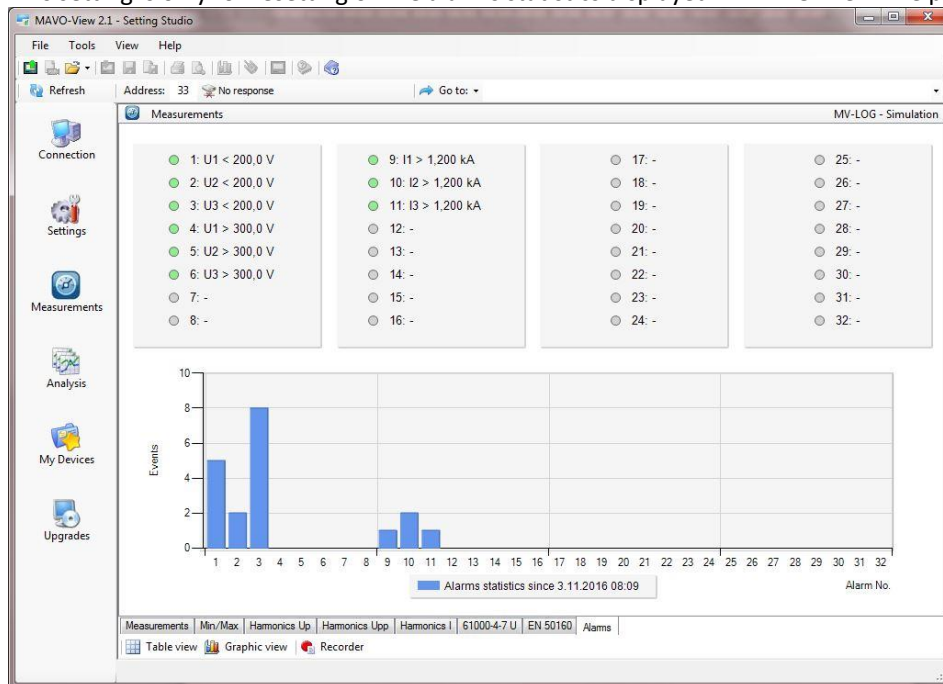 MAVO-View 2.1 - Setting Studio
File Tools View Help
Refresh Address: 33 No response Go to:
Measurements MV-LOG - Simulation
Connection
Settings
Measurements
Analysis
My Devices
Upgrades
1: U1 < 200,0 V
2: U2 < 200,0 V
3: U3 < 200,0 V
4: U1 > 300,0 V
5: U2 > 300,0 V
6: U3 > 300,0 V
7: -
8: -
9: I1 > 1,200 kA
10: I2 > 1,200 kA
11: I3 > 1,200 kA
12: -
13: -
14: -
15: -
16: -
17: -
18: -
19: -
20: -
21: -
22: -
23: -
24: -
25: -
26: -
27: -
28: -
29: -
30: -
31: -
32: -
10
8
6
4
2
0
Events
1 2 3 4 5 6 7 8 9 10 11 12 13 14 15 16 17 18 19 20 21 22 23 24 25 26 27 28 29 30 31 32
Alarms statistics since 3.11.2016 08:09
Alarm No.
Measurements Min/Max Harmonics Up Harmonics Upp Harmonics I 61000-4-7 U EN 50160 Alarms
Table view Graphic view Recorder